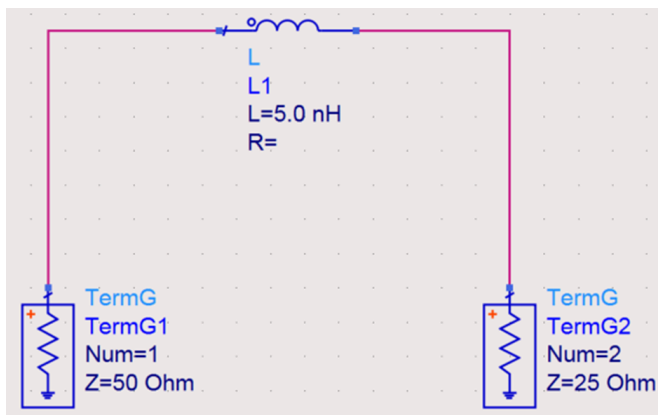 L
L1
L=5.0 nH
R=
+
TermG
TermG1
Num=1
Z=50 Ohm
+
TermG
TermG2
Num=2
Z=25 Ohm